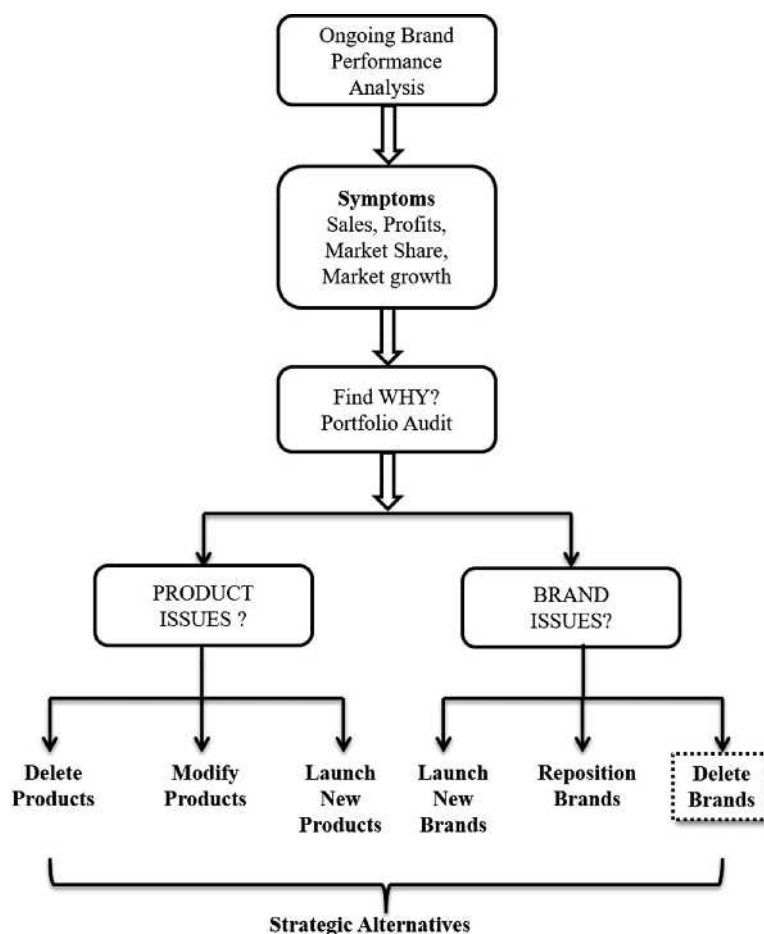 Ongoing Brand
Performance
Analysis
Symptoms
Sales, Profits,
Market Share,
Market growth
Find WHY?
Portfolio Audit
PRODUCT
ISSUES ?
BRAND
ISSUES?
Delete
Products
Modify
Products
Launch
New
Products
Launch
New
Brands
Reposition
Brands
Delete
Brands
Strategic Alternatives